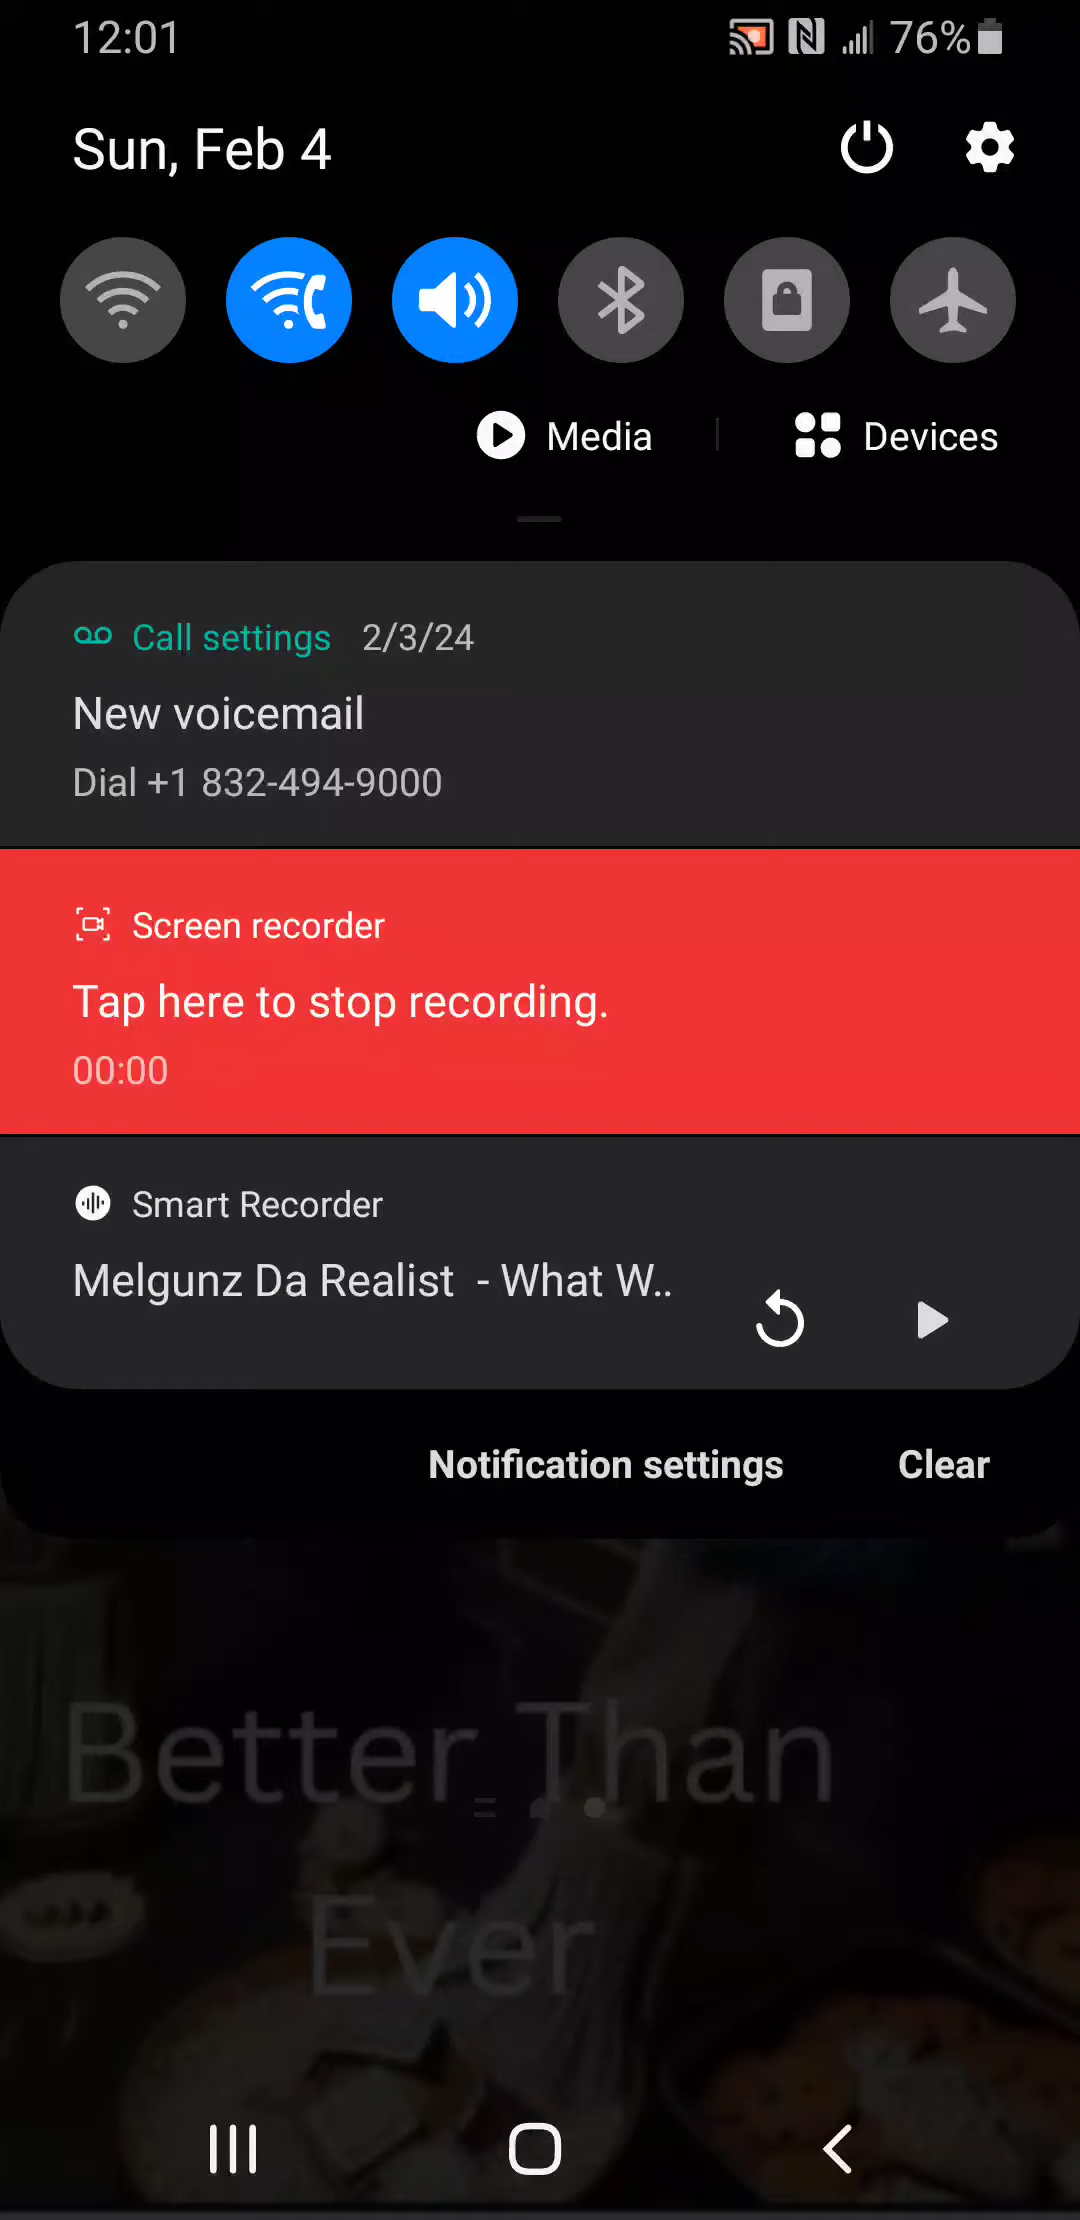 12:01 76%
Sun, Feb 4
Media Devices
Call settings 2/3/24
New voicemail
Dial +1 832-494-9000
Screen recorder
Tap here to stop recording.
00:00
Smart Recorder
Melgunz Da Realist - What W..
Notification settings Clear
Better Than
Ever